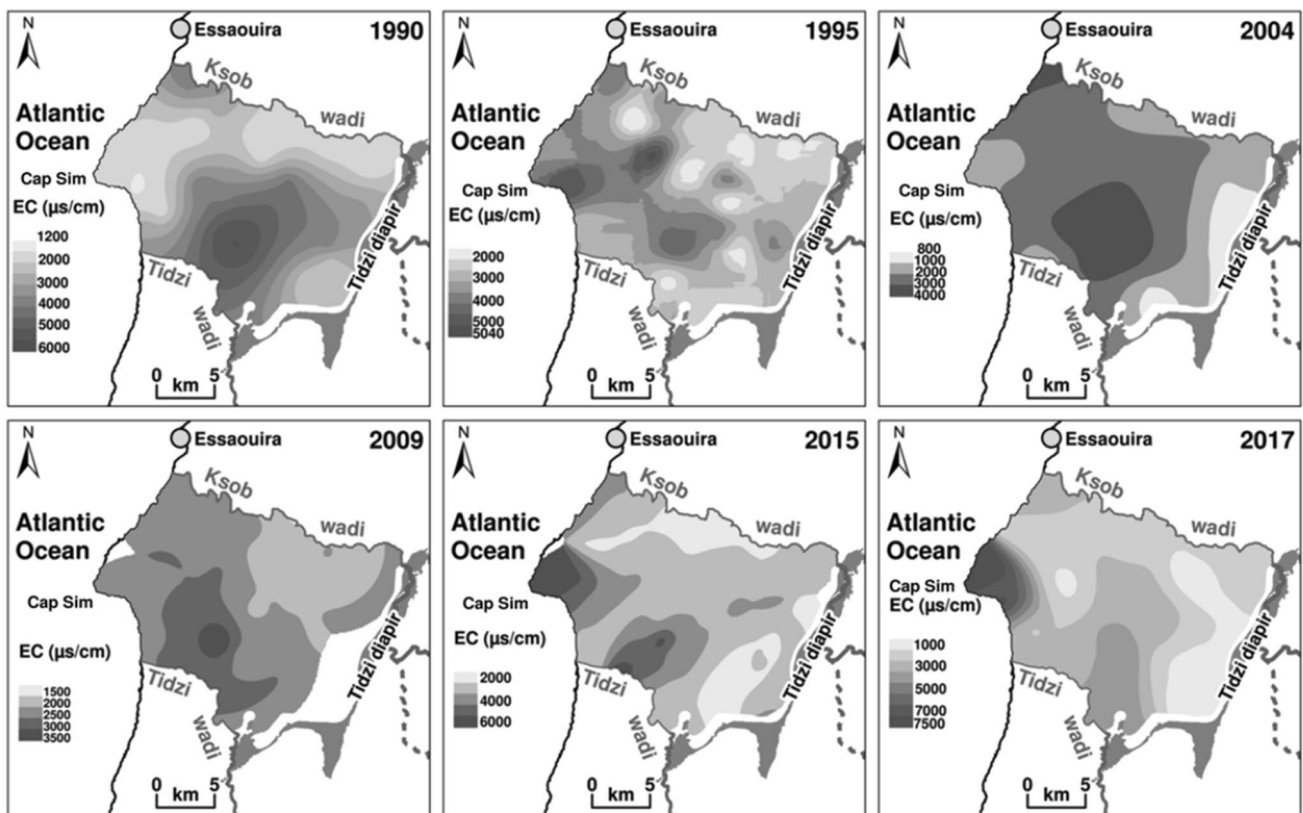 N
Essaouira
1990
Ksob
wadi
Atlantic
Ocean
Cap Sim
EC (µs/cm)
1200
2000
3000
4000
5000
6000
Tidzi
wadi
Tidzi diapir
0 5
km
N
Essaouira
1995
Ksob
wadi
Atlantic
Ocean
Cap Sim
EC (µs/cm)
2000
3000
4000
5000
5040
Tidzi
wadi
Tidzi diapir
0 5
km
N
Essaouira
2004
Ksob
wadi
Atlantic
Ocean
Cap Sim
EC (µs/cm)
800
1000
2000
3000
4000
Tidzi
wadi
Tidzi diapir
0 5
km
N
Essaouira
2009
Ksob
wadi
Atlantic
Ocean
Cap Sim
EC (µs/cm)
1500
2000
2500
3000
3500
Tidzi
wadi
Tidzi diapir
0 5
km
N
Essaouira
2015
Ksob
wadi
Atlantic
Ocean
Cap Sim
EC (µs/cm)
2000
4000
6000
Tidzi
wadi
Tidzi diapir
0 5
km
N
Essaouira
2017
Ksob
wadi
Atlantic
Ocean
Cap Sim
EC (µs/cm)
1000
3000
5000
7000
7500
Tidzi
wadi
Tidzi diapir
0 5
km